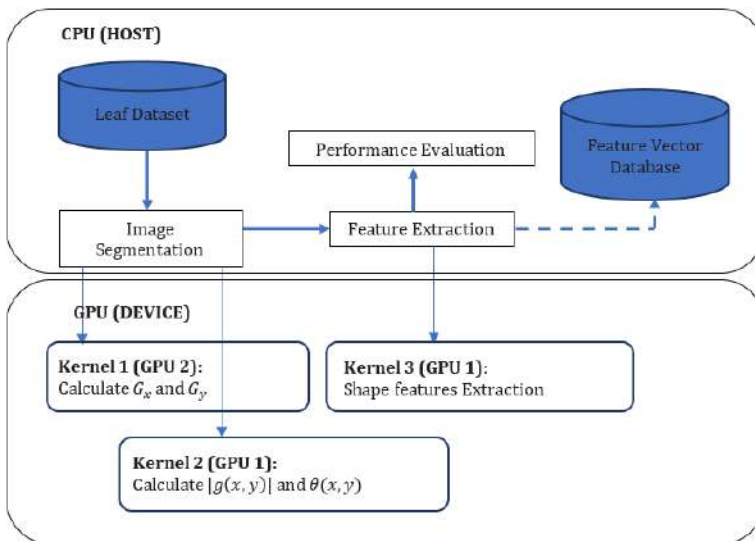 CPU (HOST)
Leaf Dataset
Performance Evaluation
Feature Vector
Database
Image
Segmentation
Feature Extraction
GPU (DEVICE)
Kernel 1 (GPU 2):
Calculate Gₓ and Gᵧ
Kernel 3 (GPU 1):
Shape features Extraction
Kernel 2 (GPU 1):
Calculate |g(x, y)| and θ(x, y)